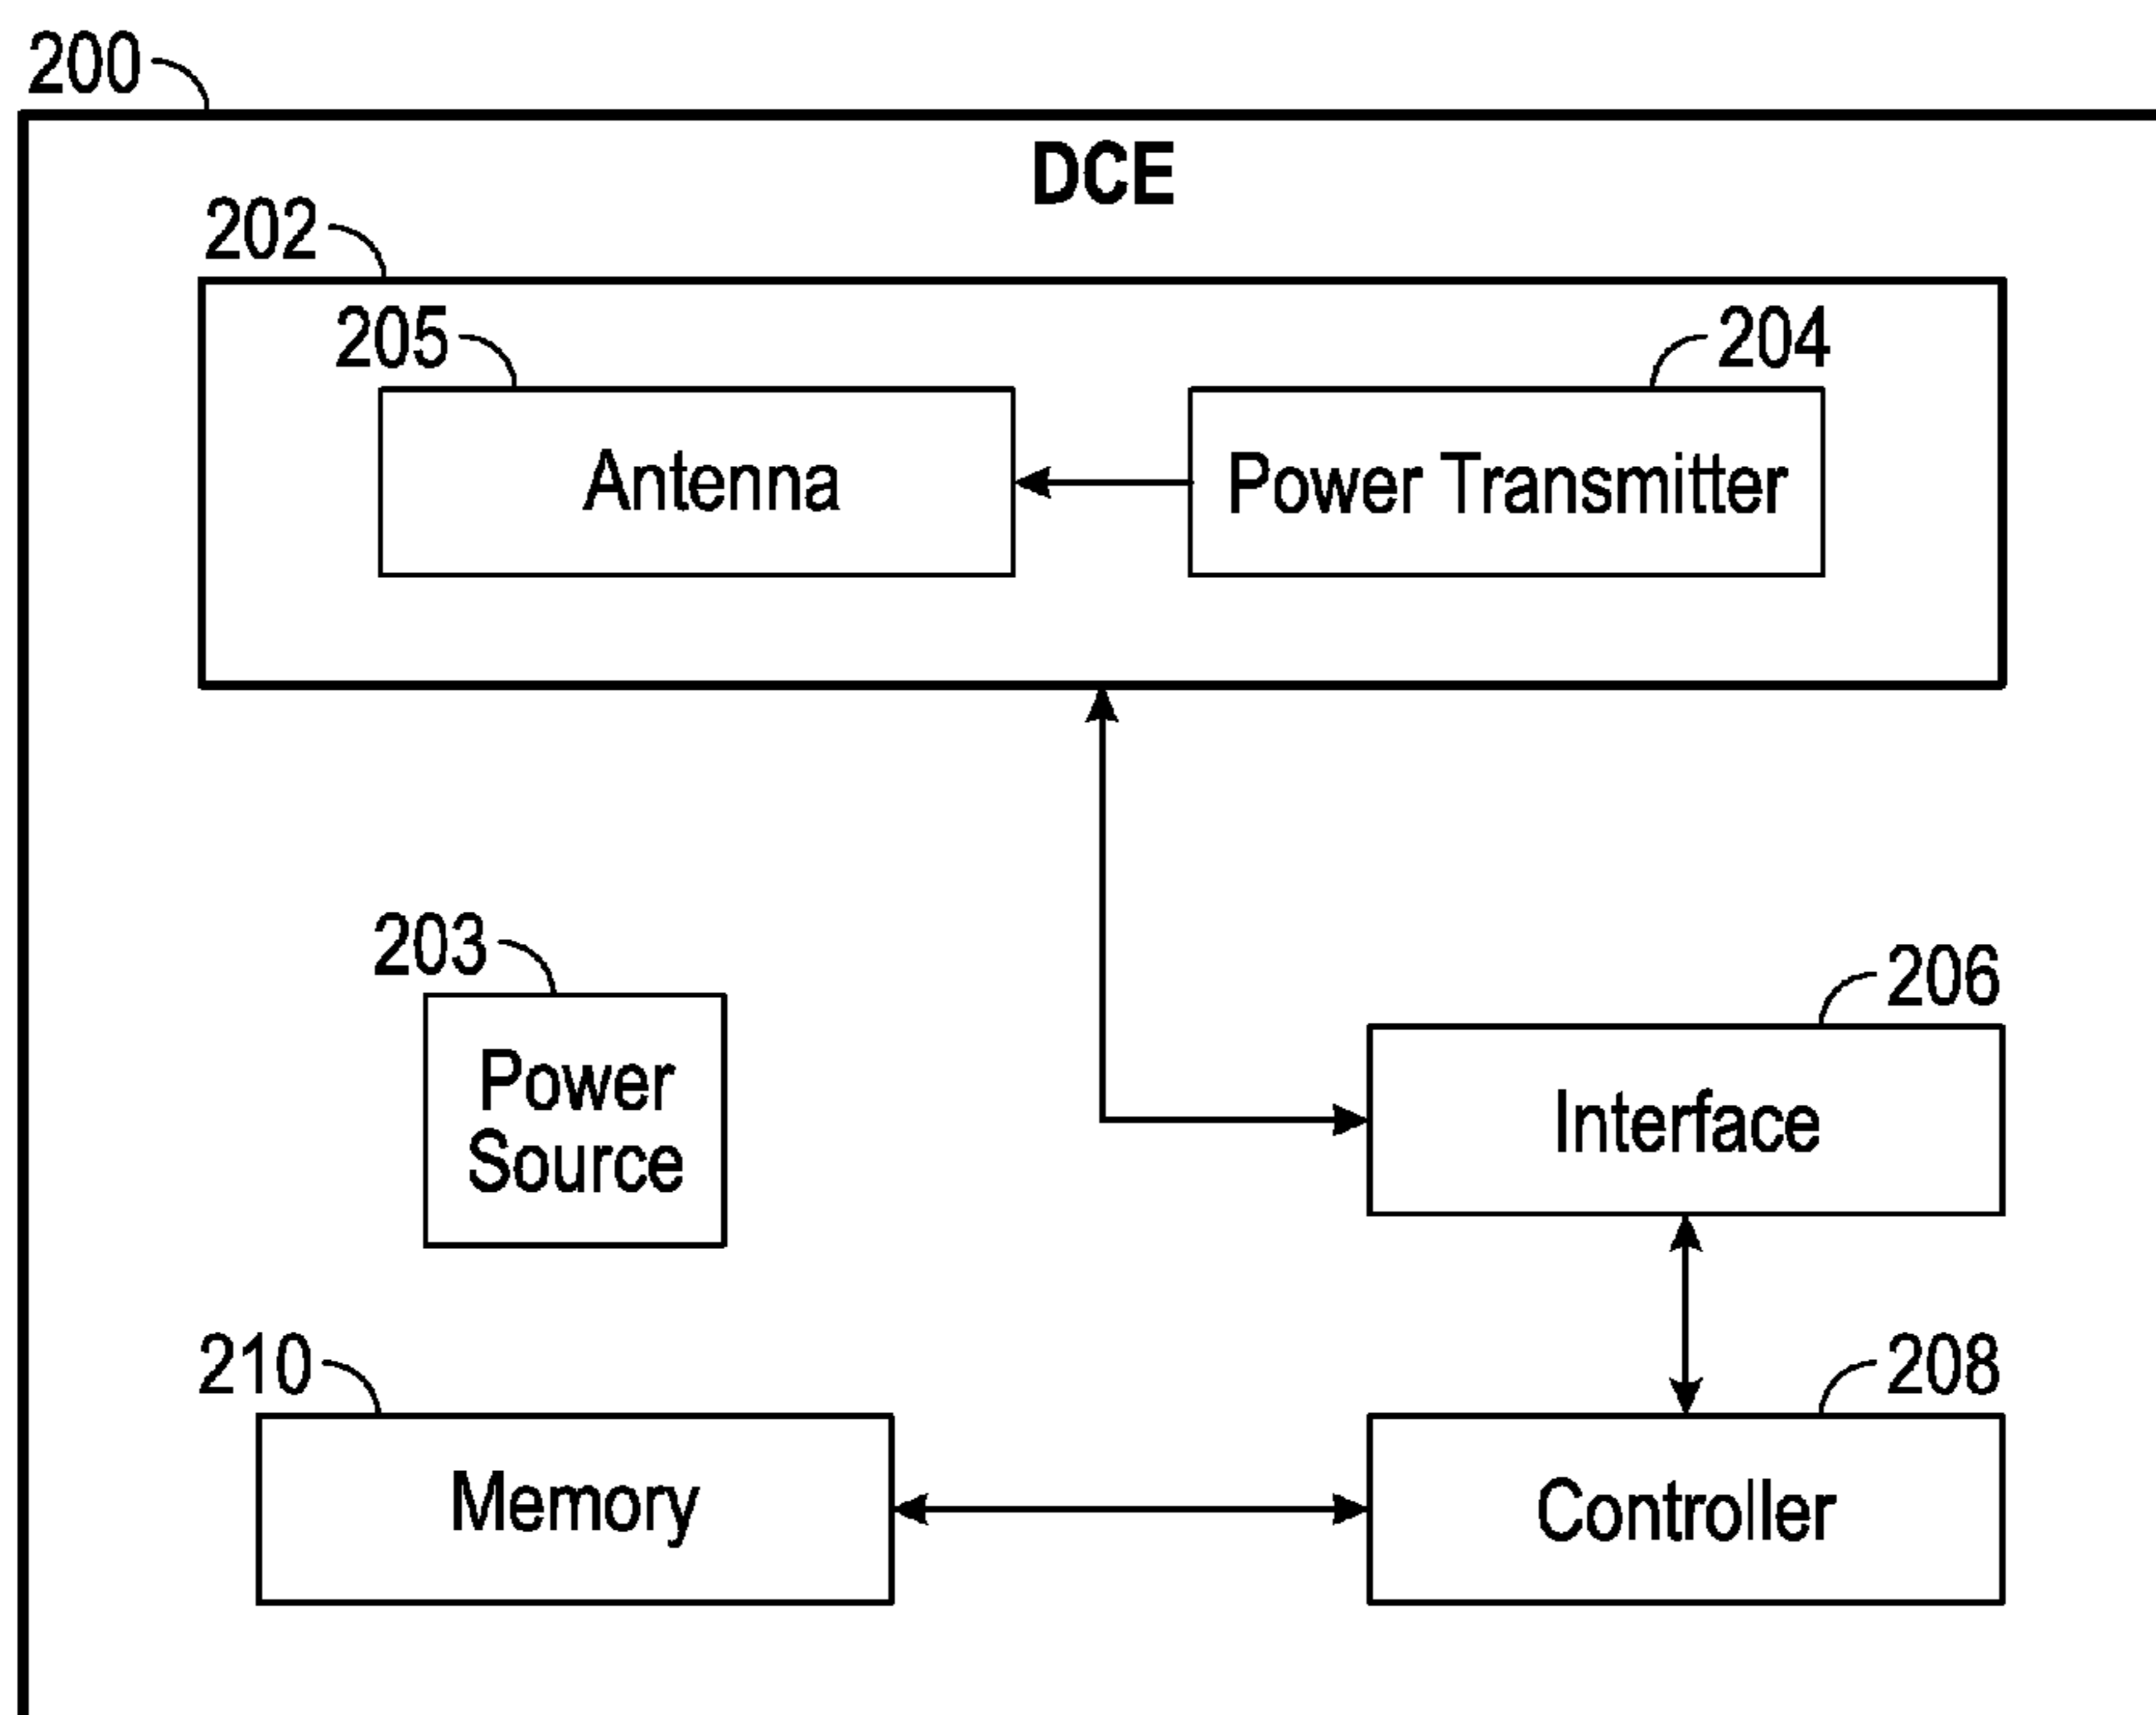 200
DCE
202
205
204
Antenna
Power Transmitter
203
206
Power
Source
Interface
210
208
Memory
Controller